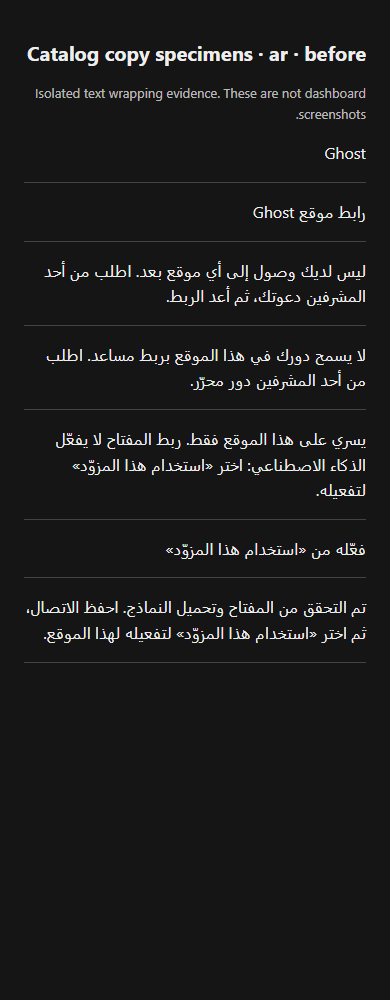 Catalog copy specimens · ar · before
Isolated text wrapping evidence. These are not dashboard
screenshots.
Ghost
رابط موقع Ghost
ليس لديك وصول إلى أي موقع بعد. اطلب من أحد
المشرفين دعوتك، ثم أعد الربط.
لا يسمح دورك في هذا الموقع بربط مساعد. اطلب
من أحد المشرفين دور محرّر.
يسري على هذا الموقع فقط. ربط المفتاح لا يفعّل
الذكاء الاصطناعي: اختر «استخدام هذا المزوّد»
لتفعيله.
فعّله من «استخدام هذا المزوّد»
تم التحقق من المفتاح وتحميل النماذج. احفظ الاتصال،
ثم اختر «استخدام هذا المزوّد» لتفعيله لهذا الموقع.